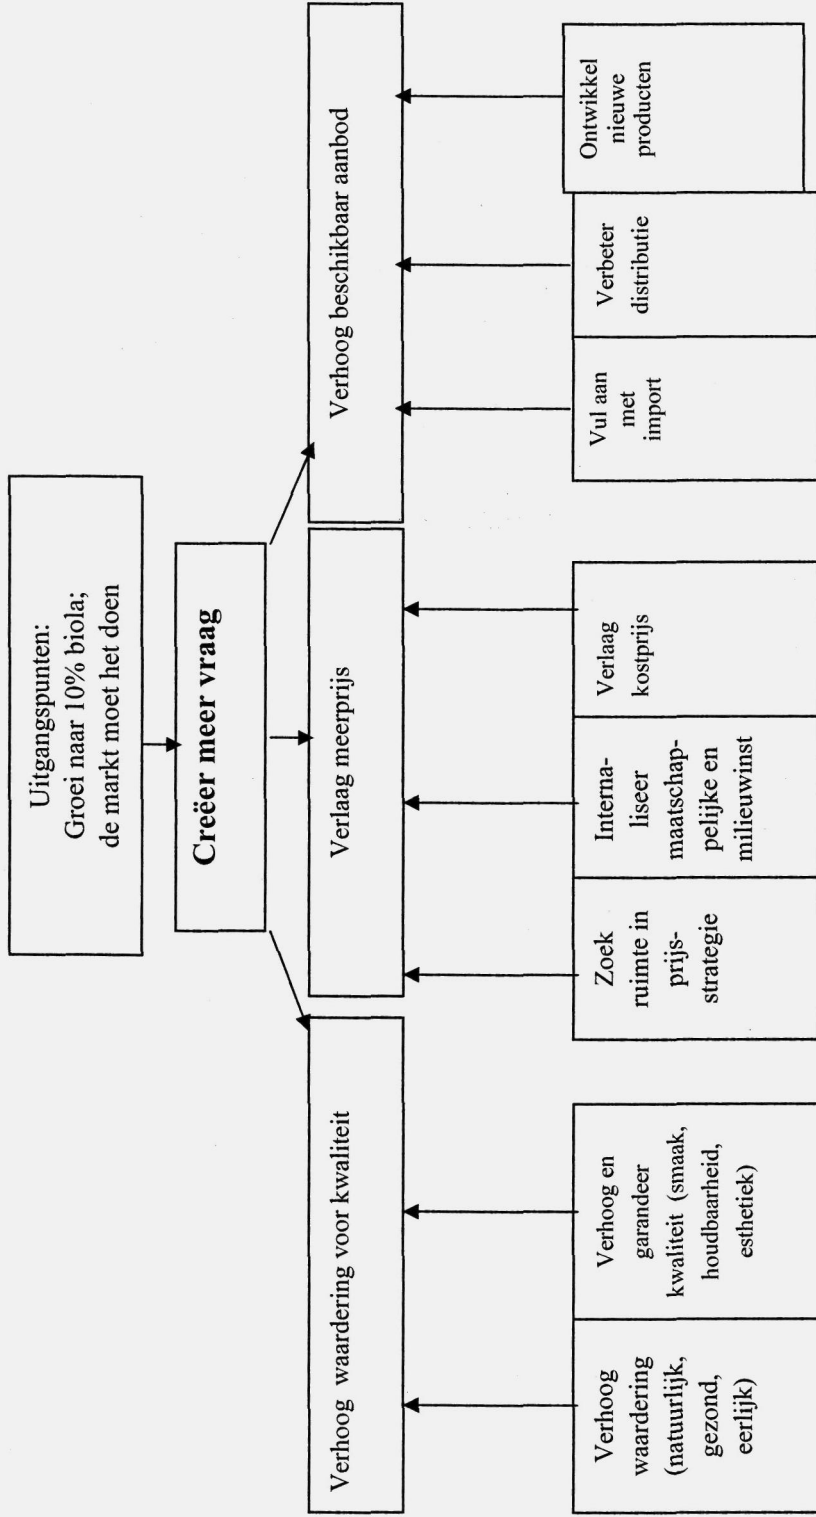 Uitgangspunten:
Groei naar 10% biola;
de markt moet het doen
Creëer meer vraag
Verhoog waardering voor kwaliteit
Verlaag meerprijs
Verhoog beschikbaar aanbod
Verhoog
waardering
(natuurlijk,
gezond,
eerlijk)
Verhoog en
garandeer
kwaliteit (smaak,
houdbaarheid,
esthetiek)
Zoek
ruimte in
prijs-
strategie
Interna-
liseer
maatschap-
pelijke en
milieuwinst
Verlaag
kostprijs
Vul aan
met
import
Verbeter
distributie
Ontwikkel
nieuwe
producten